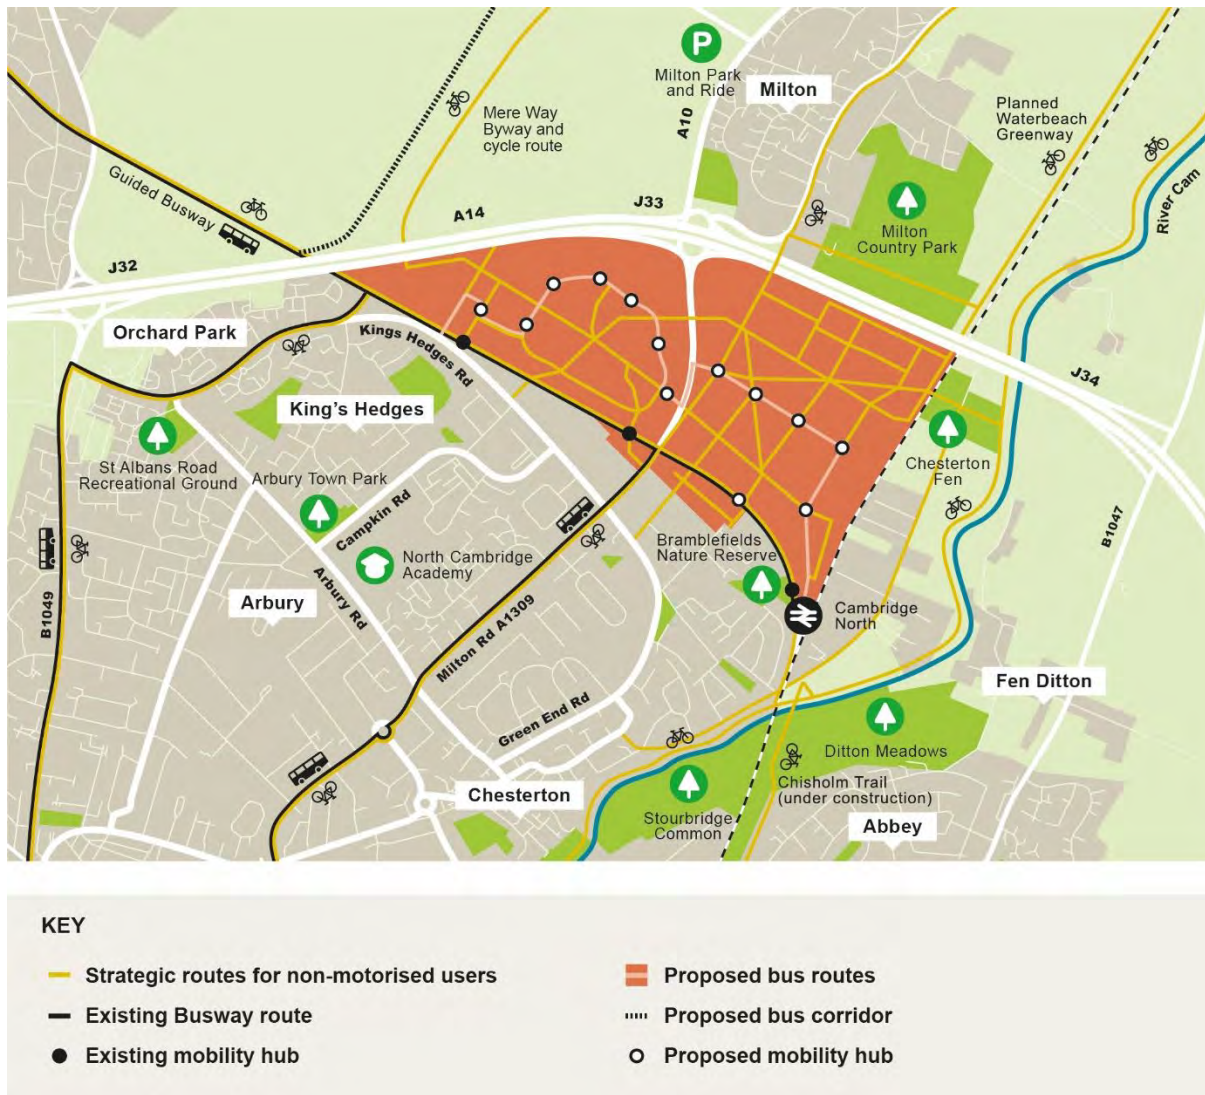 P
Milton Park
and Ride
Milton
A10
Mere Way
Byway and
cycle route
Planned
Waterbeach
Greenway
River Cam
Guided Busway
A14
J33
Milton
Country Park
J32
Orchard Park
Kings Hedges Rd
J34
King's Hedges
St Albans Road
Recreational Ground
Arbury Town Park
Chesterton
Fen
Campkin Rd
B1047
North Cambridge
Academy
Bramblefields
Nature Reserve
Arbury
Arbury Rd
B1049
Milton Rd A1309
Cambridge
North
Fen Ditton
Green End Rd
Ditton Meadows
Chesterton
Chisholm Trail
(under construction)
Stourbridge
Common
Abbey
KEY
Strategic routes for non-motorised users
Existing Busway route
Existing mobility hub
Proposed bus routes
Proposed bus corridor
Proposed mobility hub